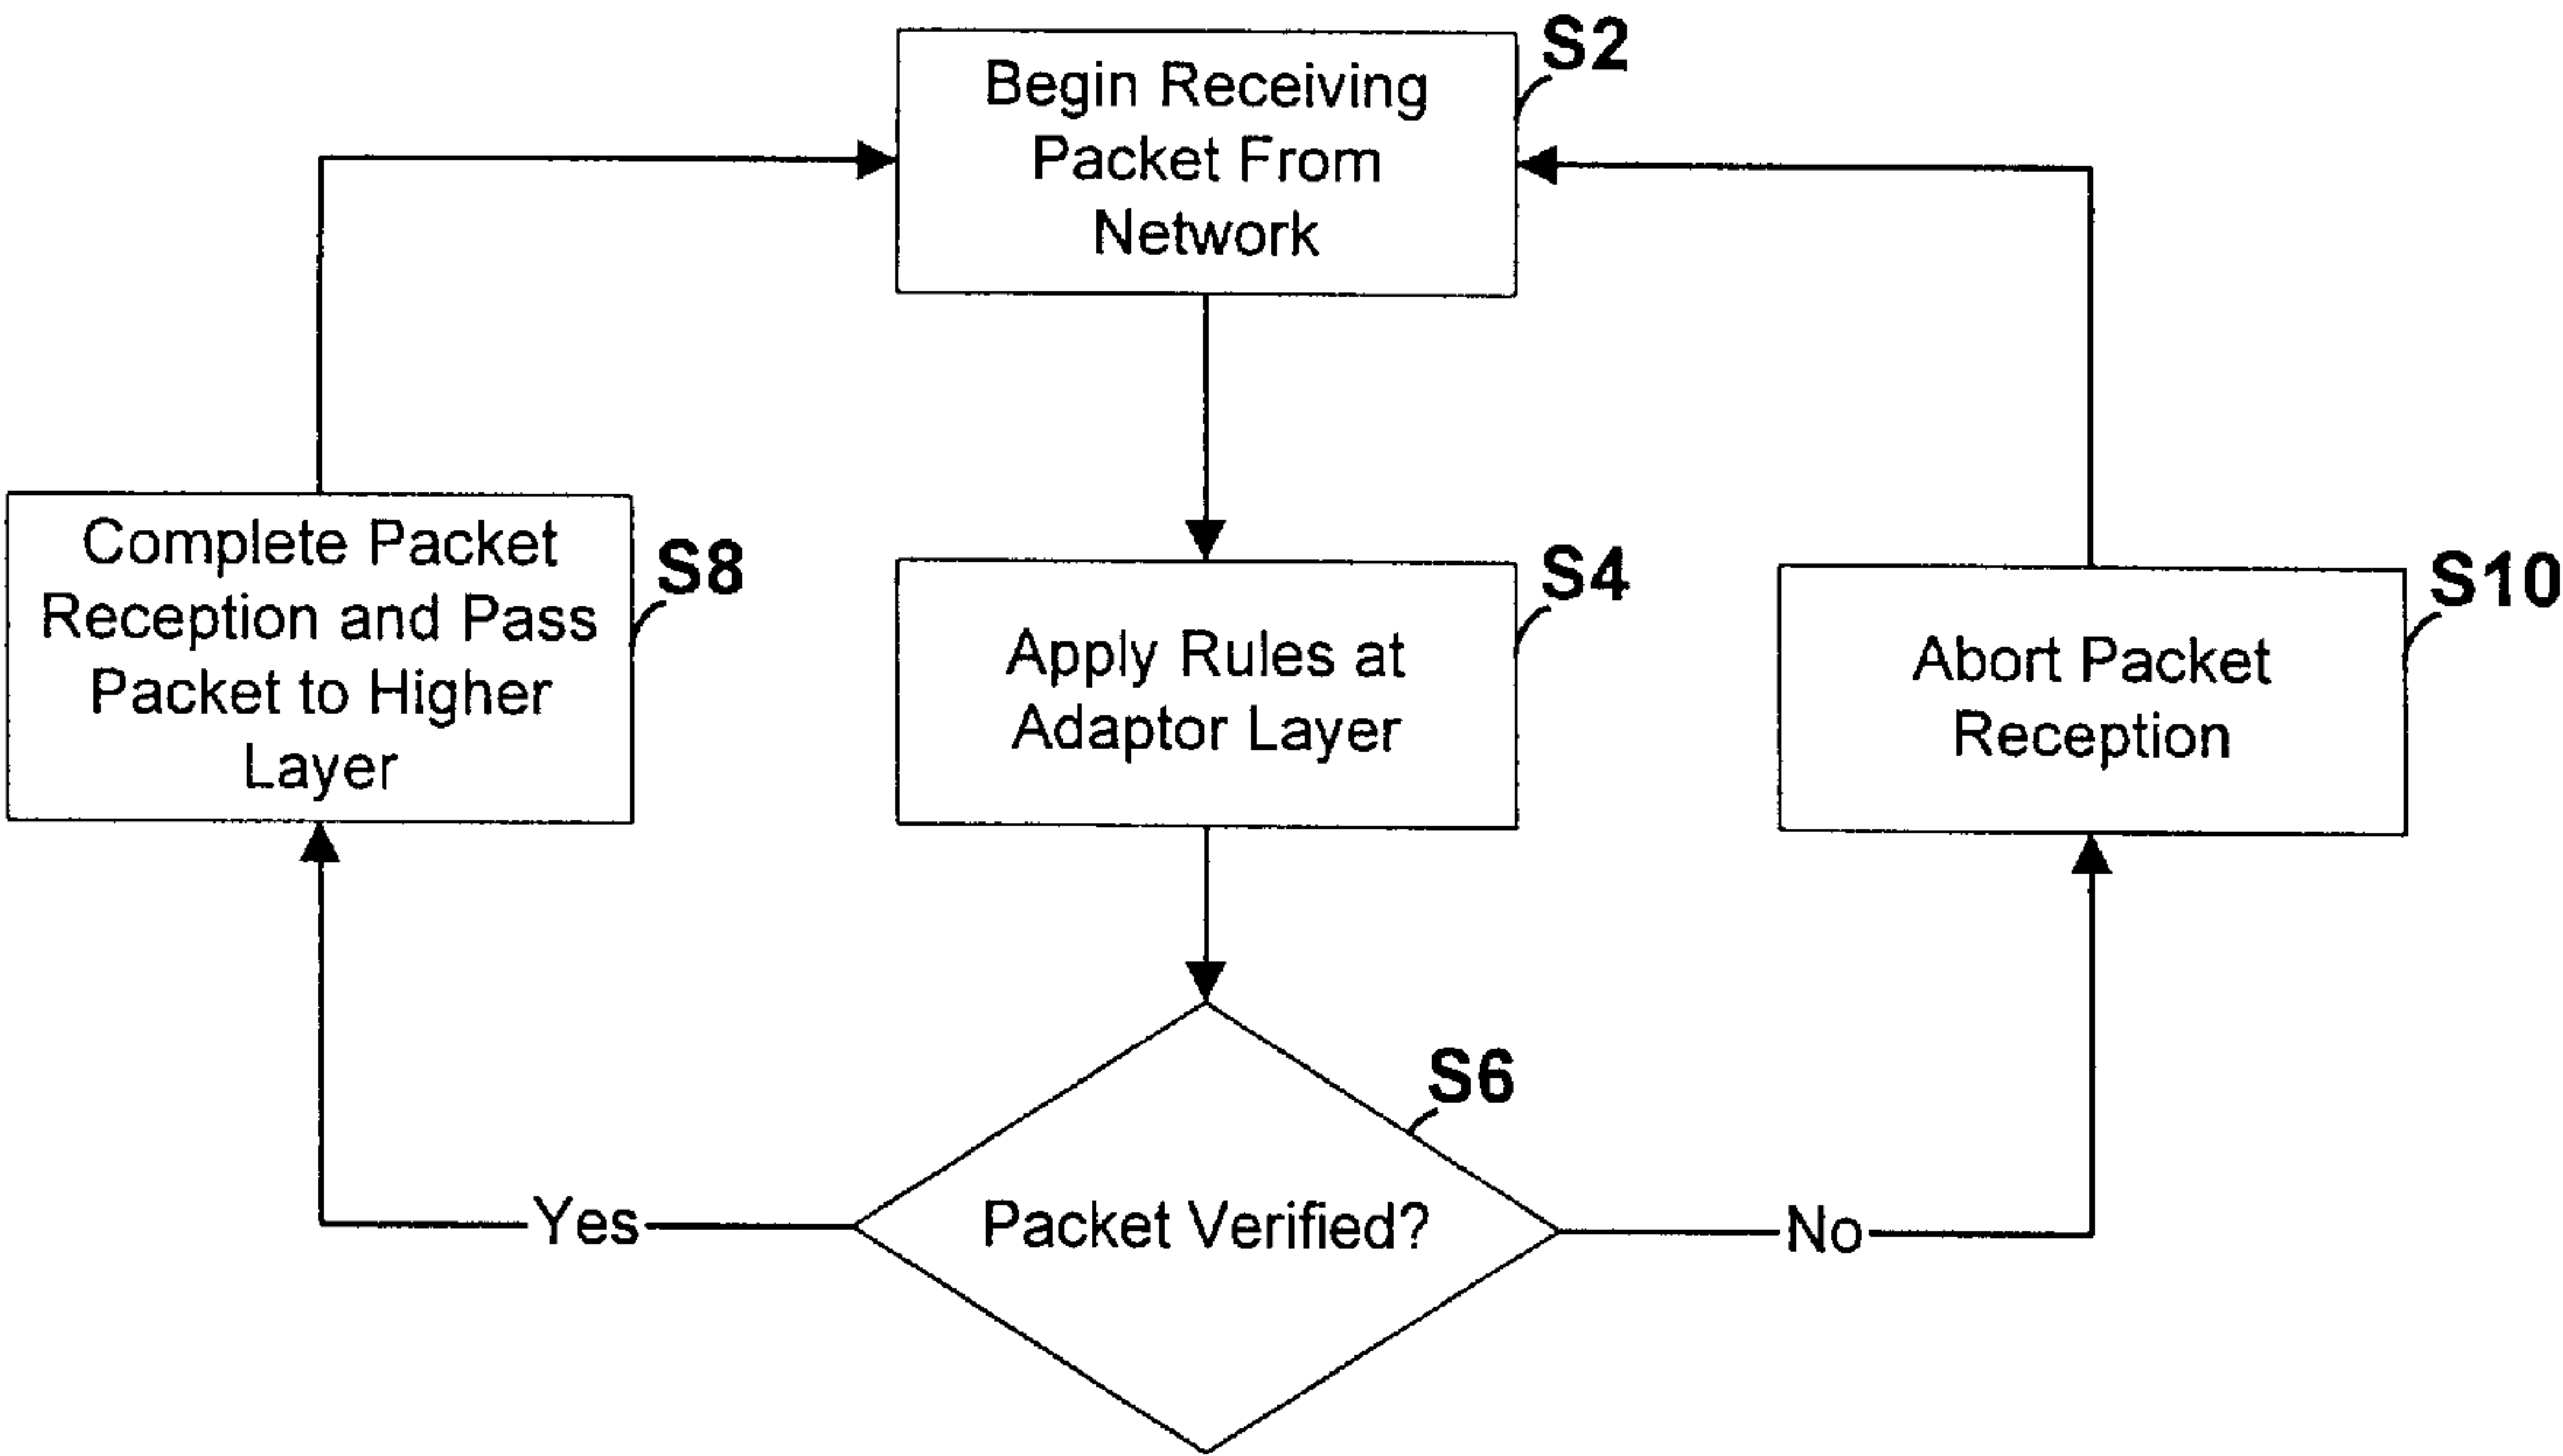 S2
Begin Receiving
Packet From
Network
Complete Packet
Reception and Pass
Packet to Higher
Layer
S8
Apply Rules at
Adaptor Layer
S4
Abort Packet
Reception
S10
S6
Packet Verified?
Yes
No